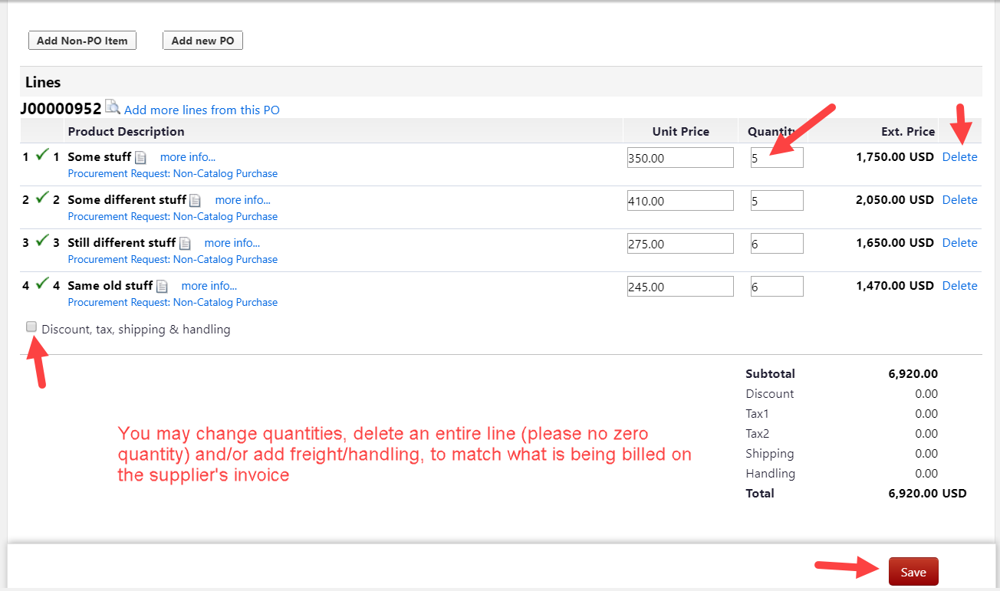 Add Non-PO Item Add new PO
Lines
J00000952 Add more lines from this PO
Product Description Unit Price Quantity Ext. Price
1 1 Some stuff more info... 350.00 5 1,750.00 USD Delete
Procurement Request: Non-Catalog Purchase
2 2 Some different stuff more info... 410.00 5 2,050.00 USD Delete
Procurement Request: Non-Catalog Purchase
3 3 Still different stuff more info... 275.00 6 1,650.00 USD Delete
Procurement Request: Non-Catalog Purchase
4 4 Same old stuff more info... 245.00 6 1,470.00 USD Delete
Procurement Request: Non-Catalog Purchase
Discount, tax, shipping & handling
Subtotal 6,920.00
Discount 0.00
Tax1 0.00
Tax2 0.00
Shipping 0.00
Handling 0.00
Total 6,920.00 USD
You may change quantities, delete an entire line (please no zero
quantity) and/or add freight/handling, to match what is being billed on
the supplier's invoice
Save